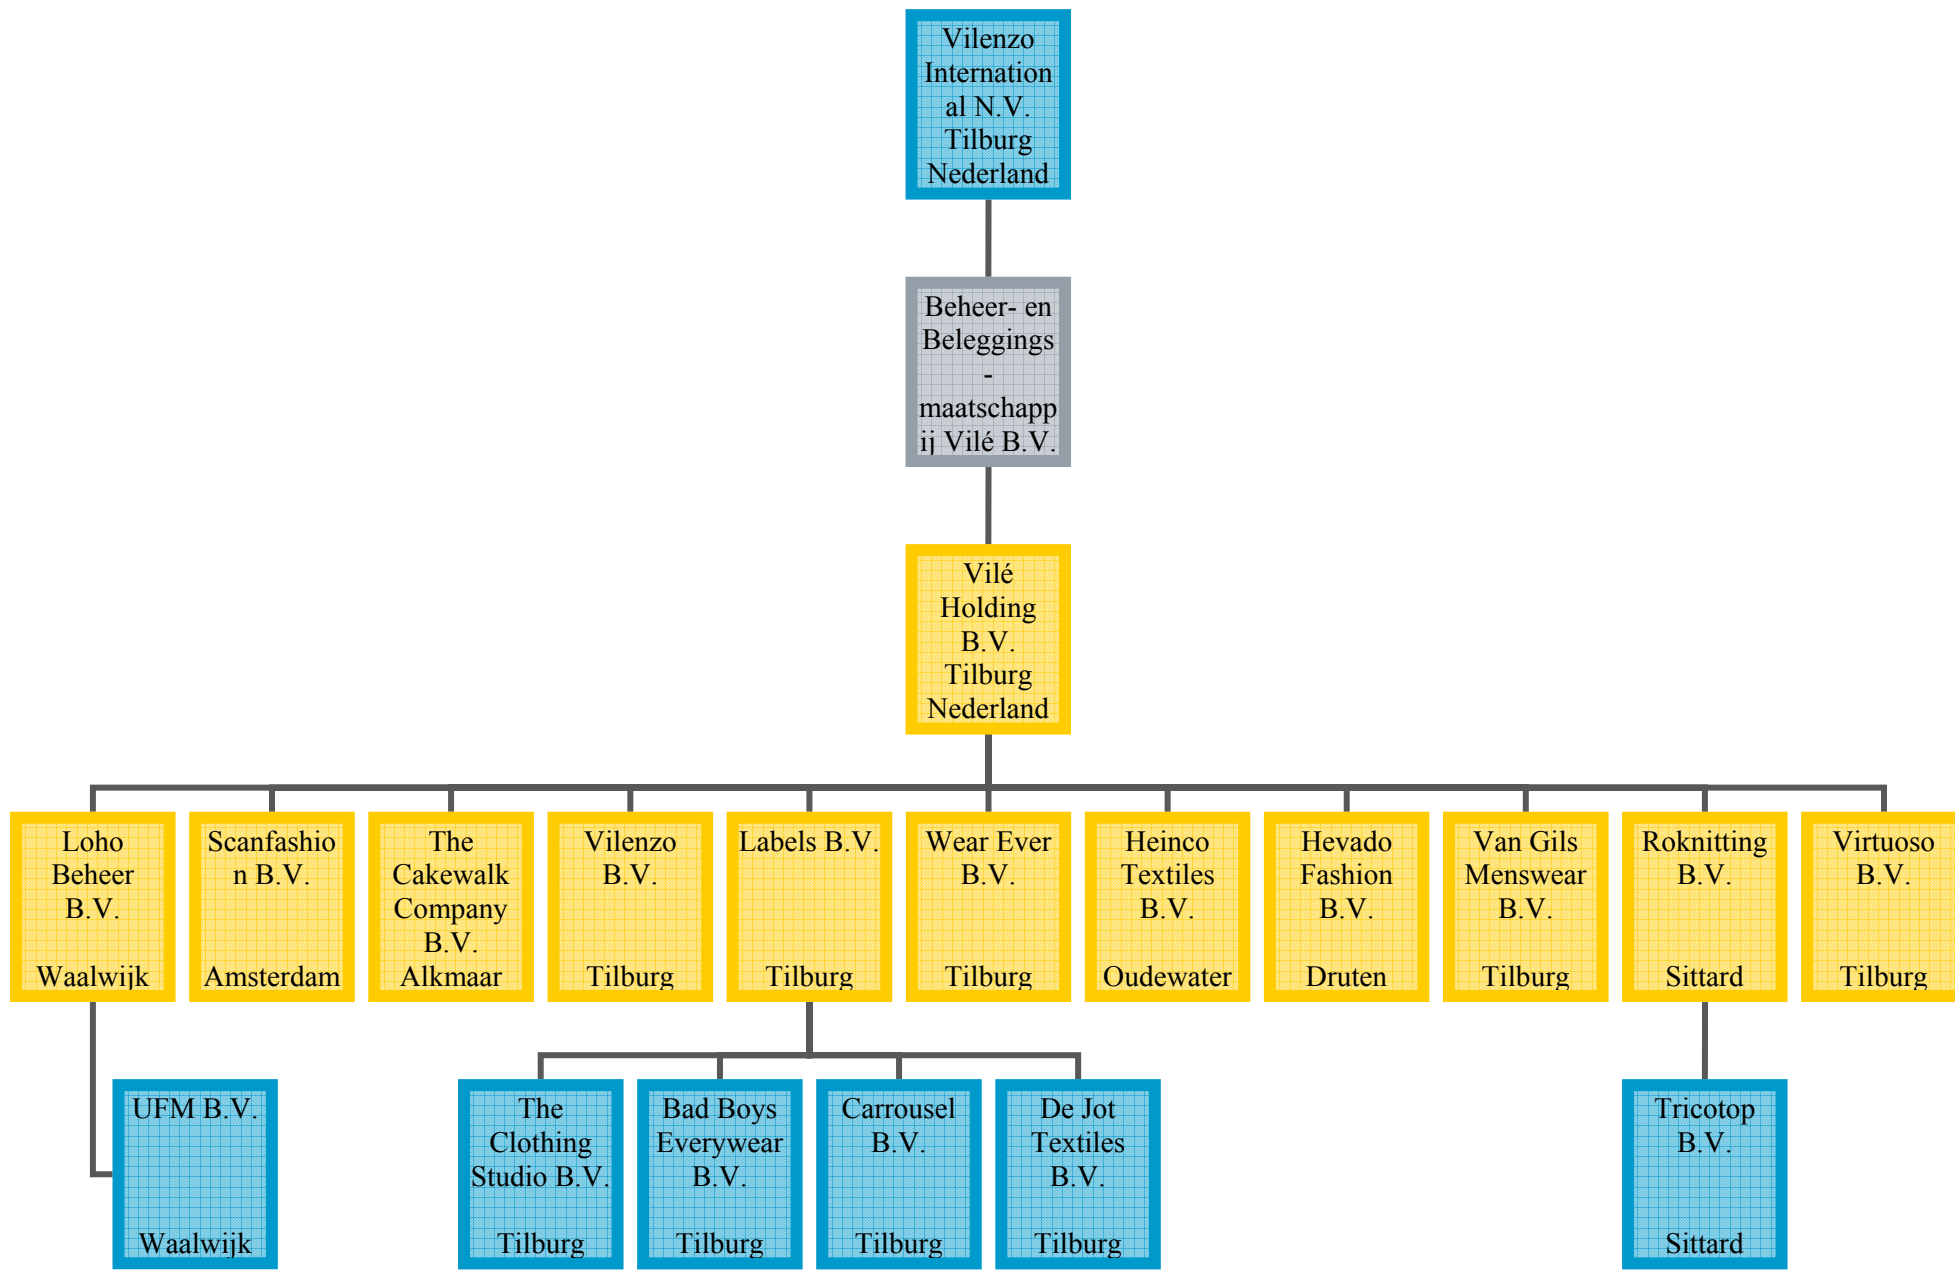 Vilenzo
Internation
al N.V.
Tilburg
Nederland
Beheer- en
Beleggings
-
maatschapp
ij Vilé B.V.
Vilé
Holding
B.V.
Tilburg
Nederland
Loho
Beheer
B.V.
Waalwijk
Scanfashio
n B.V.
Amsterdam
The
Cakewalk
Company
B.V.
Alkmaar
Vilenzo
B.V.
Tilburg
Labels B.V.
Tilburg
Wear Ever
B.V.
Tilburg
Heinco
Textiles
B.V.
Oudewater
Hevado
Fashion
B.V.
Druten
Van Gils
Menswear
B.V.
Tilburg
Roknitting
B.V.
Sittard
Virtuoso
B.V.
Tilburg
UFM B.V.
Waalwijk
The
Clothing
Studio B.V.
Tilburg
Bad Boys
Everywear
B.V.
Tilburg
Carrousel
B.V.
Tilburg
De Jot
Textiles
B.V.
Tilburg
Tricotop
B.V.
Sittard